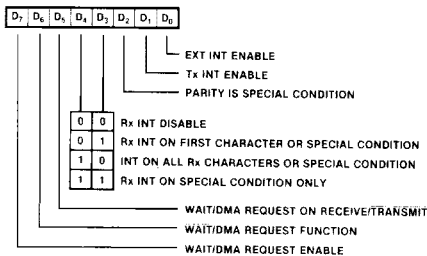 D7 D6 D5 D4 D3 D2 D1 D0
EXT INT ENABLE
Tx INT ENABLE
PARITY IS SPECIAL CONDITION
0 0 Rx INT DISABLE
0 1 Rx INT ON FIRST CHARACTER OR SPECIAL CONDITION
1 0 INT ON ALL Rx CHARACTERS OR SPECIAL CONDITION
1 1 Rx INT ON SPECIAL CONDITION ONLY
WAIT/DMA REQUEST ON RECEIVE/TRANSMIT
WAIT/DMA REQUEST FUNCTION
WAIT/DMA REQUEST ENABLE